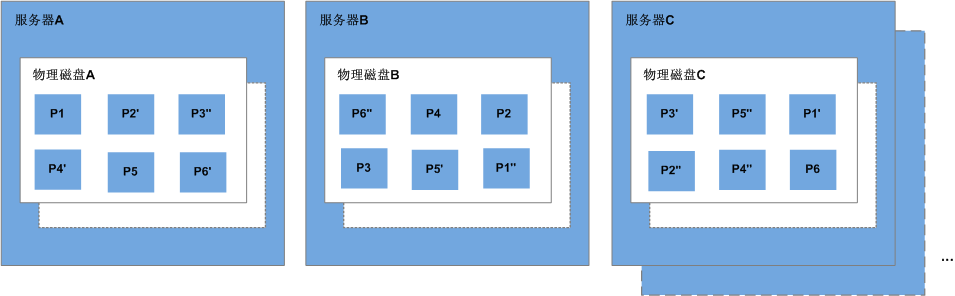 服务器A
物理磁盘A
P1 P2' P3"
P4' P5 P6'
服务器B
物理磁盘B
P6" P4 P2
P3 P5' P1"
服务器C
物理磁盘C
P3' P5" P1'
P2" P4" P6
...